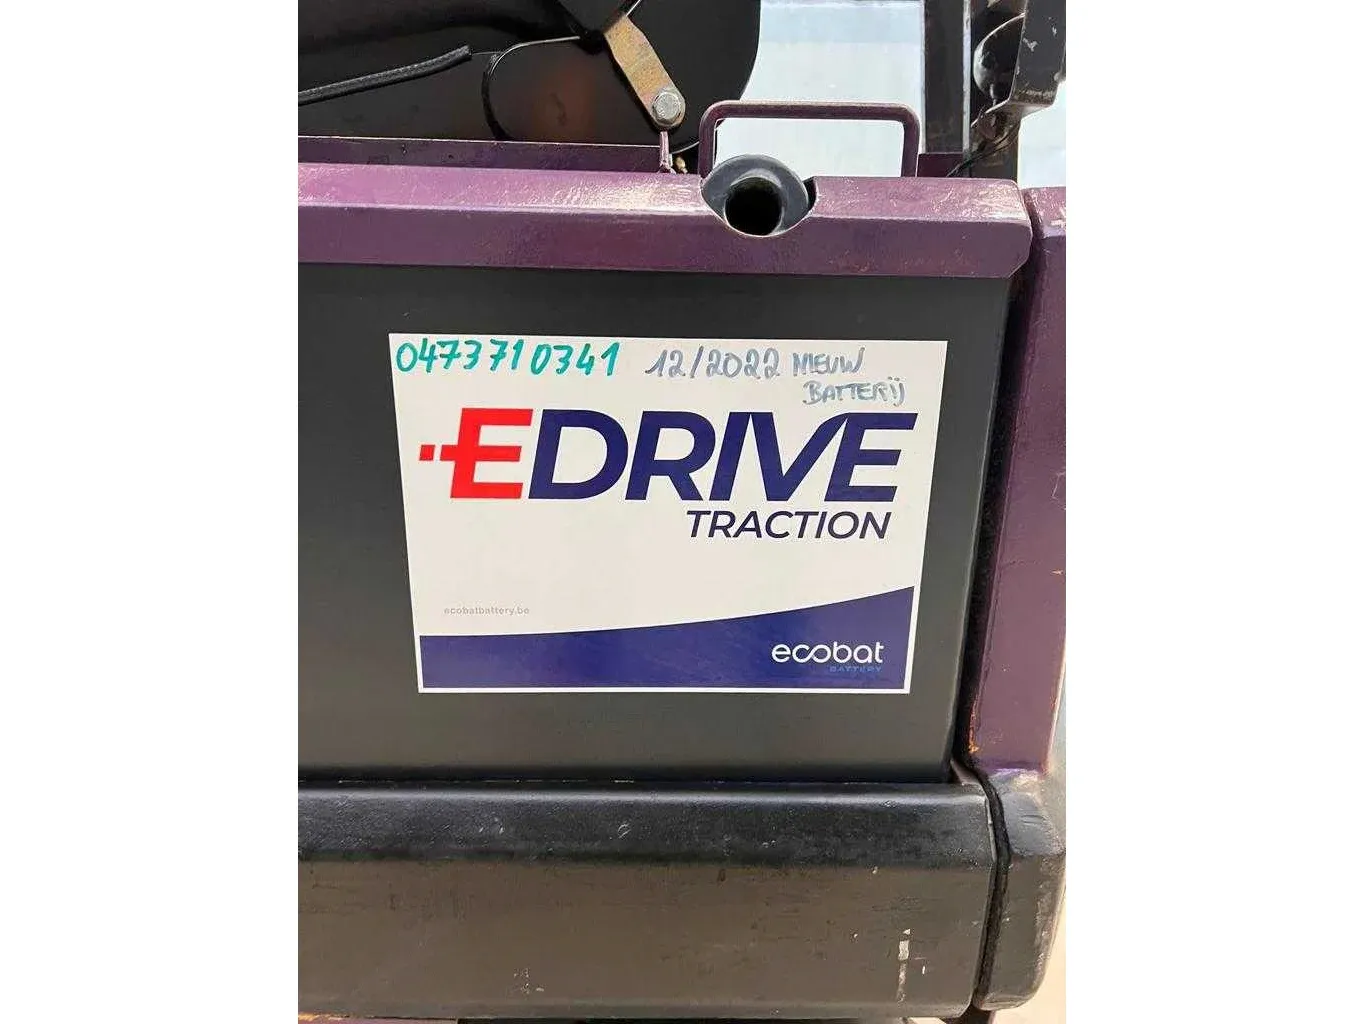 0473710341 12/2022 NIEUW
BATTERIJ
EDRIVE
TRACTION
ecobatbattery.be
ecobat
BATTERY